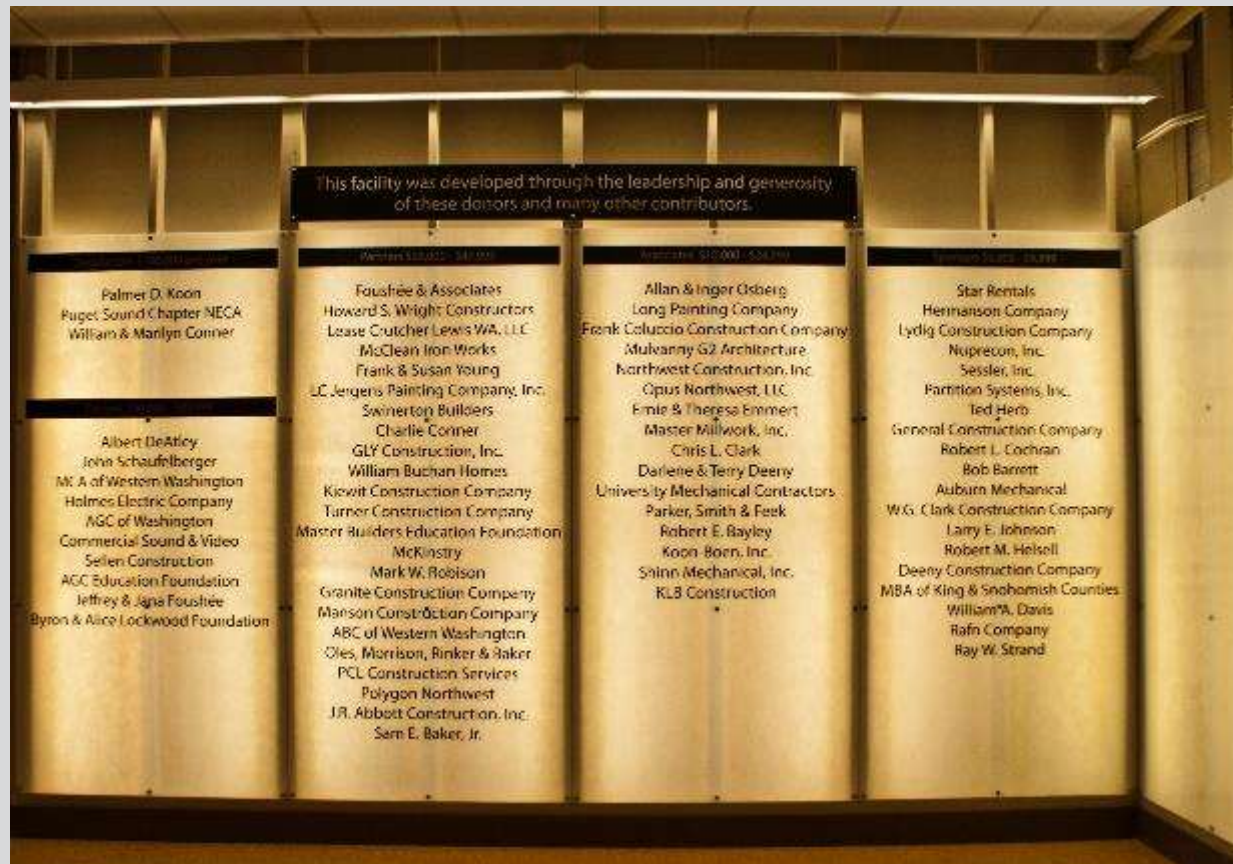 This facility was developed through the leadership and generosity
of these donors and many other contributors.
Palmer D. Koon
Puget Sound Chapter NECA
William & Marilyn Conner
Albert DeAtley
John Schaufelberger
MCA of Western Washington
Holmes Electric Company
AGC of Washington
Commercial Sound & Video
Sellen Construction
AGC Education Foundation
Jeffrey & Jana Foushée
Byron & Alice Lockwood Foundation
Partners
Foushée & Associates
Howard S. Wright Constructors
Lease Crutcher Lewis WA, LLC
McClean Iron Works
Frank & Susan Young
LC Jergens Painting Company, Inc.
Swinerton Builders
Charlie Conner
GLY Construction, Inc.
William Buchan Homes
Kiewit Construction Company
Turner Construction Company
Master Builders Education Foundation
McKinstry
Mark W. Robison
Granite Construction Company
Manson Construction Company
ABC of Western Washington
Oles, Morrison, Rinker & Baker
PCL Construction Services
Polygon Northwest
J.R. Abbott Construction, Inc.
Sam E. Baker, Jr.
Allan & Inger Osberg
Long Painting Company
Frank Coluccio Construction Company
Mulvanny G2 Architecture
Northwest Construction, Inc.
Opus Northwest, LLC
Ernie & Theresa Emmert
Master Millwork, Inc.
Chris L. Clark
Darlene & Terry Deeny
University Mechanical Contractors
Parker, Smith & Feek
Robert E. Bayley
Koon-Boen, Inc.
Shinn Mechanical, Inc.
KLB Construction
Star Rentals
Hermanson Company
Lydig Construction Company
Nuprecon, Inc.
Sessler, Inc.
Partition Systems, Inc.
Ted Herb
General Construction Company
Robert L. Cochran
Bob Barrett
Auburn Mechanical
W.G. Clark Construction Company
Larry E. Johnson
Robert M. Helsell
Deeny Construction Company
MBA of King & Snohomish Counties
William A. Davis
Rafn Company
Ray W. Strand